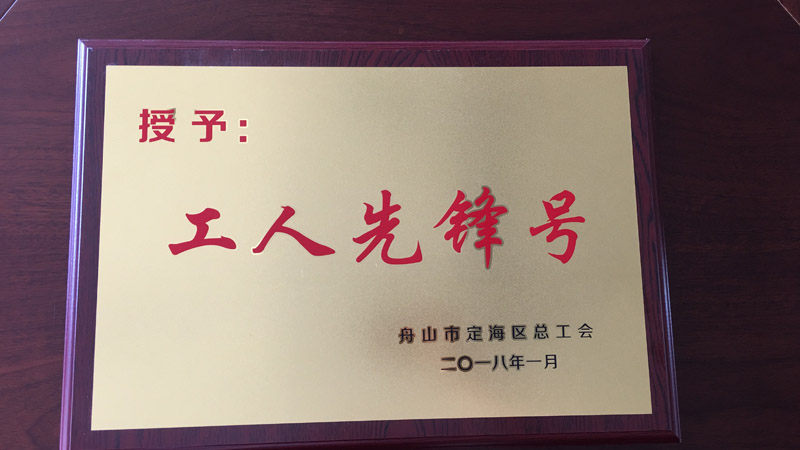 授予：
工人先锋号
舟山市定海区总工会
二〇一八年一月